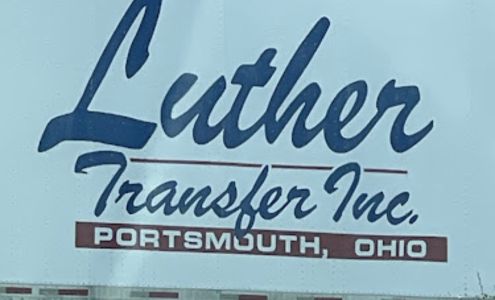 Luther
Transfer Inc.
PORTSMOUTH, OHIO